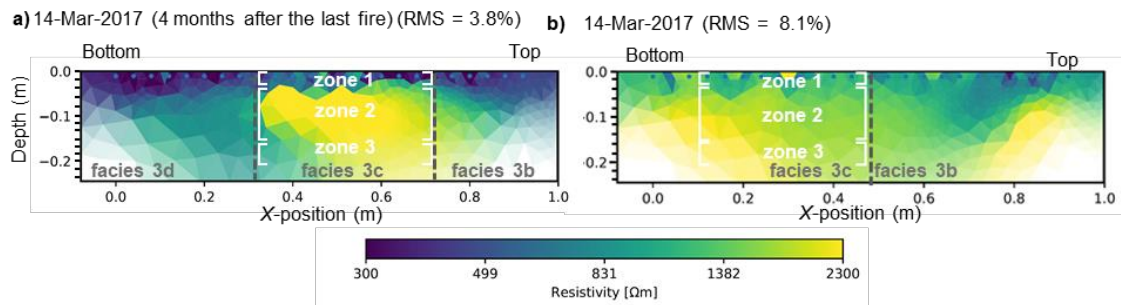 a) 14-Mar-2017 (4 months after the last fire) (RMS = 3.8%)
Bottom
Top
0.0
−0.1
−0.2
Depth (m)
zone 1
zone 2
zone 3
facies 3d
facies 3c
facies 3b
0.0 0.2 0.4 0.6 0.8 1.0
X-position (m)
b) 14-Mar-2017 (RMS = 8.1%)
Bottom
Top
0.0
-0.1
-0.2
zone 1
zone 2
zone 3
facies 3c
facies 3b
0.0 0.2 0.4 0.6 0.8 1.0
X-position (m)
300 499 831 1382 2300
Resistivity [Ωm]